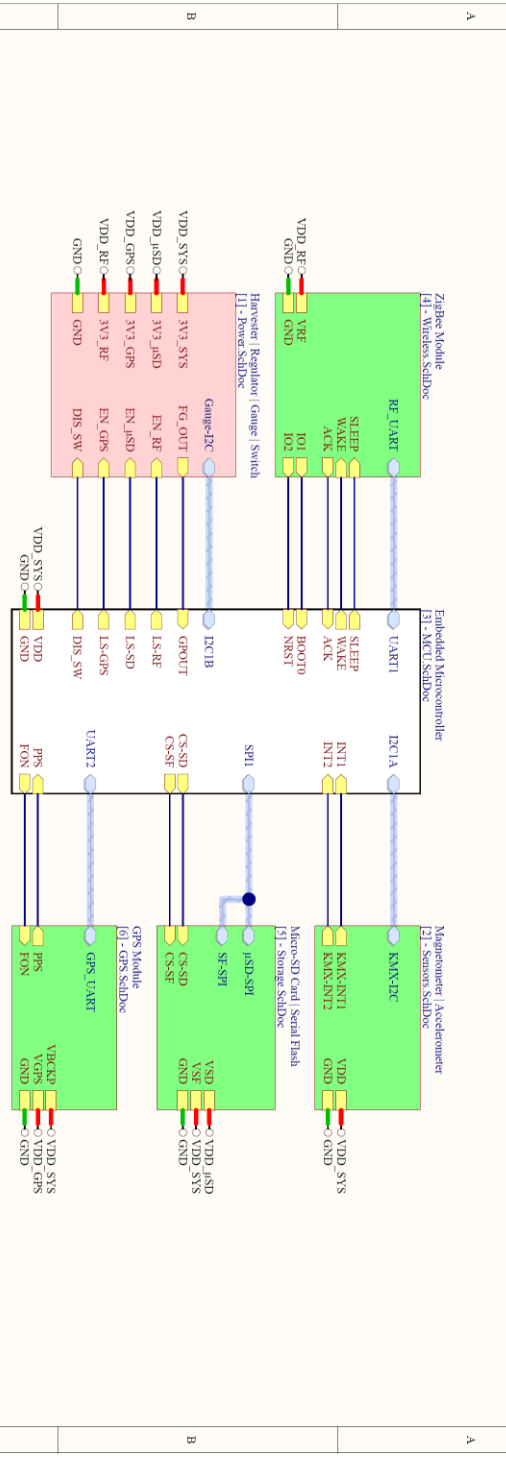 A
B
ZigBee Module
[4] - Wireless.SchDoc
RF_UART
SLEEP
WAKE
ACK
IO1
IO2
VRF
GND
VDD_RF
GND
Harvester | Regulator | Gauge | Switch
[1] - Power.SchDoc
Gauge-I2C
FG_OUT
EN_RF
EN_µSD
EN_GPS
DIS_SW
3V3_SYS
3V3_µSD
3V3_GPS
3V3_RF
GND
VDD_SYS
VDD_µSD
VDD_GPS
VDD_RF
GND
Embedded Microcontroller
[3] - MCU.SchDoc
UART1
SLEEP
WAKE
ACK
BOOT0
NRST
I2C1B
GPOUT
LS-RF
LS-SD
LS-GPS
DIS_SW
VDD
GND
VDD_SYS
GND
I2C1A
INT1
INT2
SPI1
CS-SD
CS-SF
UART2
PPS
FON
Magnetometer | Accelerometer
[2] - Sensors.SchDoc
KMX-I2C
KMX-INT1
KMX-INT2
VDD
GND
VDD_SYS
GND
Micro-SD Card | Serial Flash
[5] - Storage.SchDoc
µSD-SPI
SF-SPI
CS-SD
CS-SF
VSD
VSF
GND
VDD_µSD
VDD_SYS
GND
GPS Module
[6] - GPS.SchDoc
GPS_UART
PPS
FON
VBCKP
VGPS
GND
VDD_SYS
VDD_GPS
GND
A
B